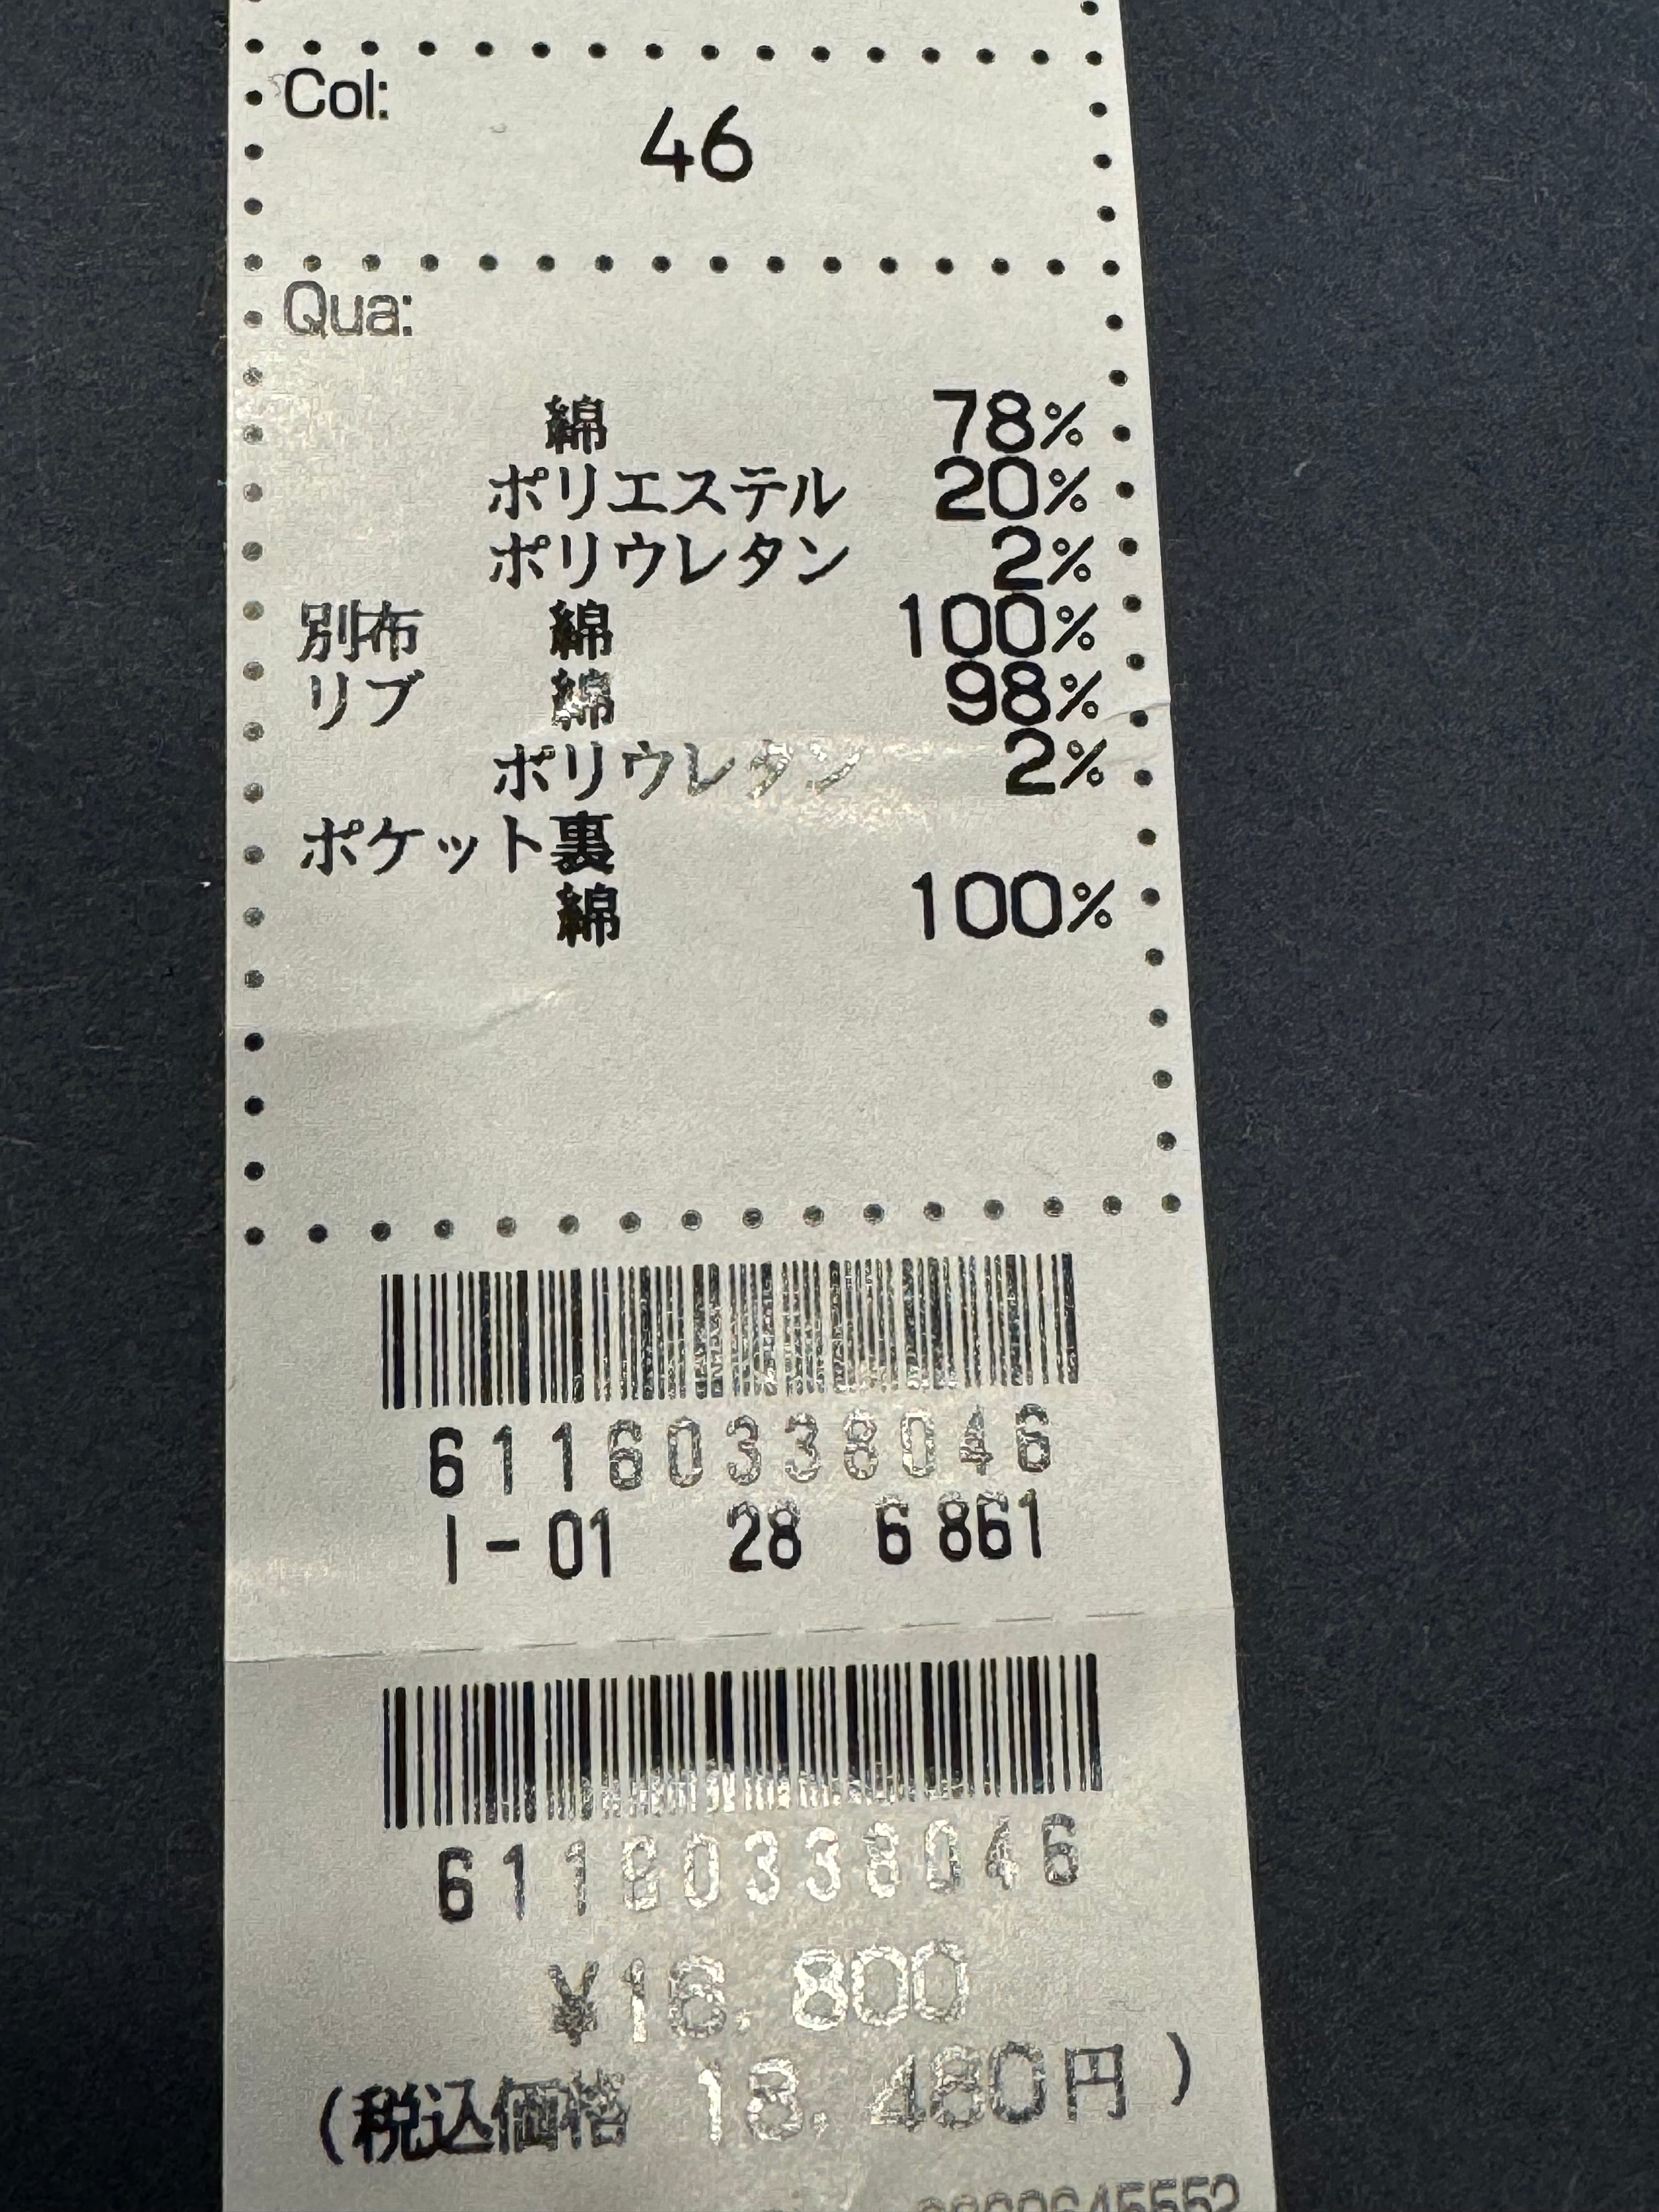 Col:
46
Qua:
綿 78%
ポリエステル 20%
ポリウレタン 2%
別布 綿 100%
リブ 綿 98%
ポリウレタン 2%
ポケット裏
綿 100%
61160338046
I-01 28 6861
61160338046
¥16,800
(税込価格 18,480円)